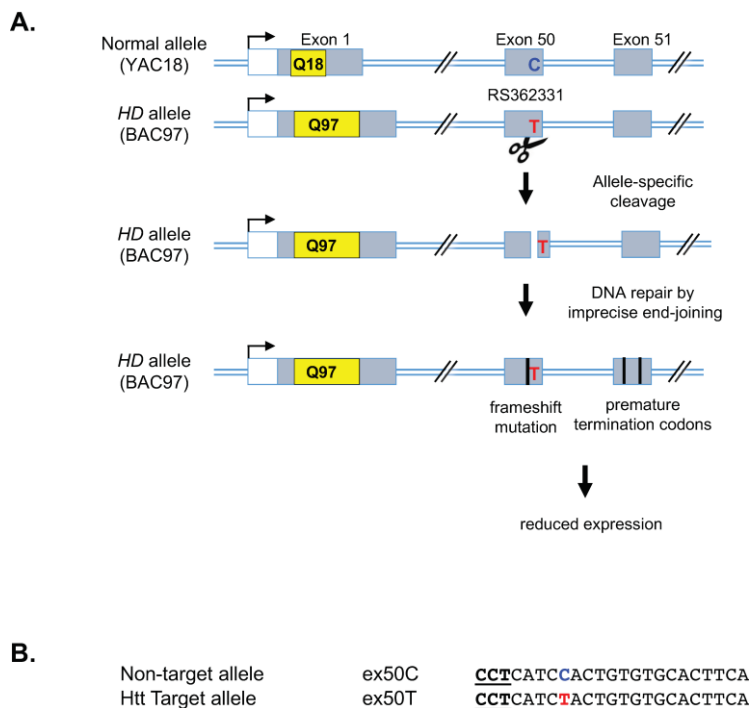 A.
Normal allele
(YAC18)
Exon 1
Exon 50
Exon 51
Q18
C
RS362331
HD allele
(BAC97)
Q97
T
Allele-specific
cleavage
HD allele
(BAC97)
Q97
T
DNA repair by
imprecise end-joining
HD allele
(BAC97)
Q97
T
frameshift
mutation
premature
termination codons
reduced expression
B.
Non-target allele ex50C CCTCATCCACTGTGTGCACTTCA
Htt Target allele ex50T CCTCATCTACTGTGTGCACTTCA